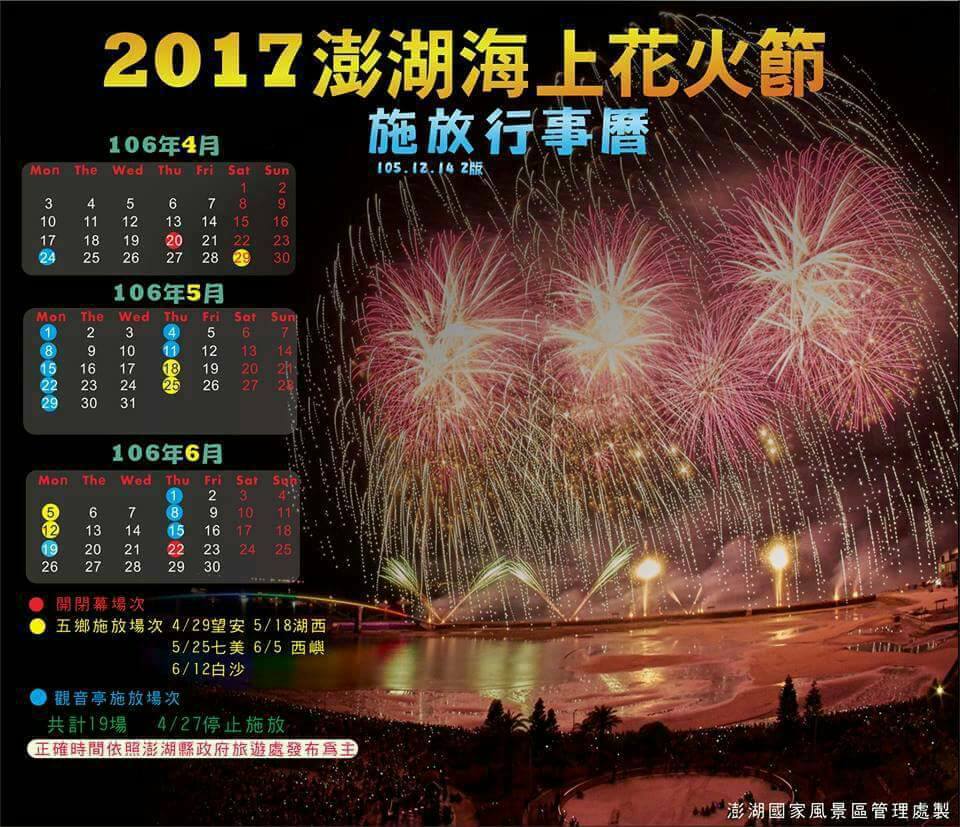 2017澎湖海上花火節
施放行事曆
105.12.14 2版
106年4月
Mon The Wed Thu Fri Sat Sun
1 2
3 4 5 6 7 8 9
10 11 12 13 14 15 16
17 18 19 20 21 22 23
24 25 26 27 28 29 30
106年5月
Mon The Wed Thu Fri Sat Sun
1 2 3 4 5 6 7
8 9 10 11 12 13 14
15 16 17 18 19 20 21
22 23 24 25 26 27 28
29 30 31
106年6月
Mon The Wed Thu Fri Sat Sun
1 2 3 4
5 6 7 8 9 10 11
12 13 14 15 16 17 18
19 20 21 22 23 24 25
26 27 28 29 30
開閉幕場次
五鄉施放場次 4/29望安 5/18湖西
5/25七美 6/5 西嶼
6/12白沙
觀音亭施放場次
共計19場 4/27停止施放
正確時間依照澎湖縣政府旅遊處發布為主
澎湖國家風景區管理處製